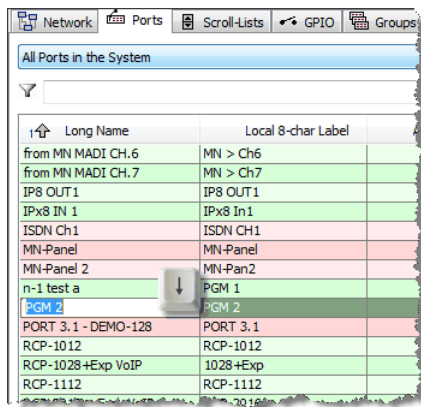 Network Ports Scroll-Lists GPIO Groups
All Ports in the System
1 Long Name Local 8-char Label
from MN MADI CH.6 MN > Ch6
from MN MADI CH.7 MN > Ch7
IP8 OUT1 IP8 OUT1
IPx8 IN 1 IPx8 In1
ISDN Ch1 ISDN Ch1
MN-Panel MN-Panel
MN-Panel 2 MN-Pan2
n-1 test a PGM 1
PGM 2 PGM 2
PORT 3.1 - DEMO-128 PORT 3.1
RCP-1012 RCP-1012
RCP-1028+Exp VoIP 1028+Exp
RCP-1112 RCP-1112